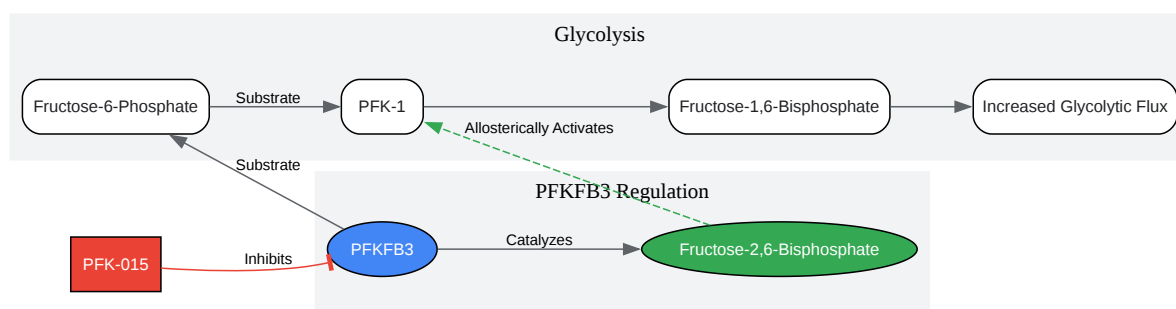 Glycolysis
Fructose-6-Phosphate
Substrate
PFK-1
Fructose-1,6-Bisphosphate
Increased Glycolytic Flux
Allosterically Activates
Substrate
PFKFB3 Regulation
PFK-015
Inhibits
PFKFB3
Catalyzes
Fructose-2,6-Bisphosphate